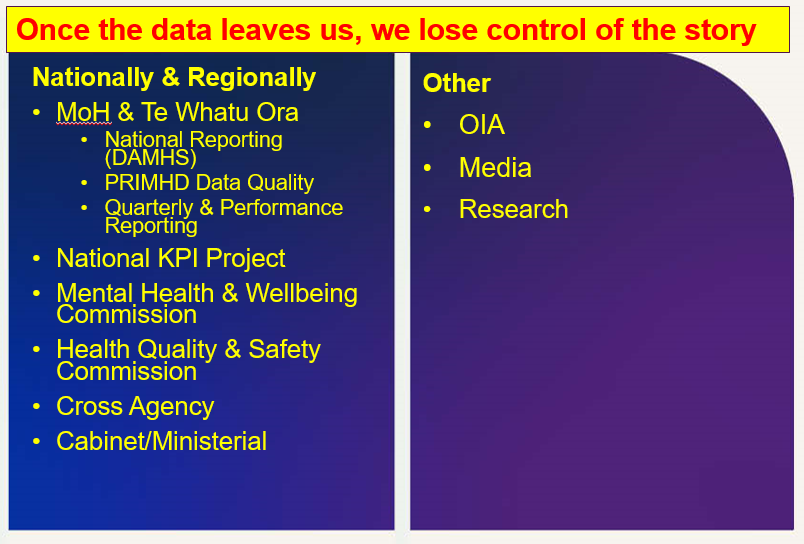 Once the data leaves us, we lose control of the story
Nationally & Regionally
• MoH & Te Whatu Ora
• National Reporting
(DAMHS)
• PRIMHD Data Quality
• Quarterly & Performance
Reporting
• National KPI Project
• Mental Health & Wellbeing
Commission
• Health Quality & Safety
Commission
• Cross Agency
• Cabinet/Ministerial
Other
• OIA
• Media
• Research